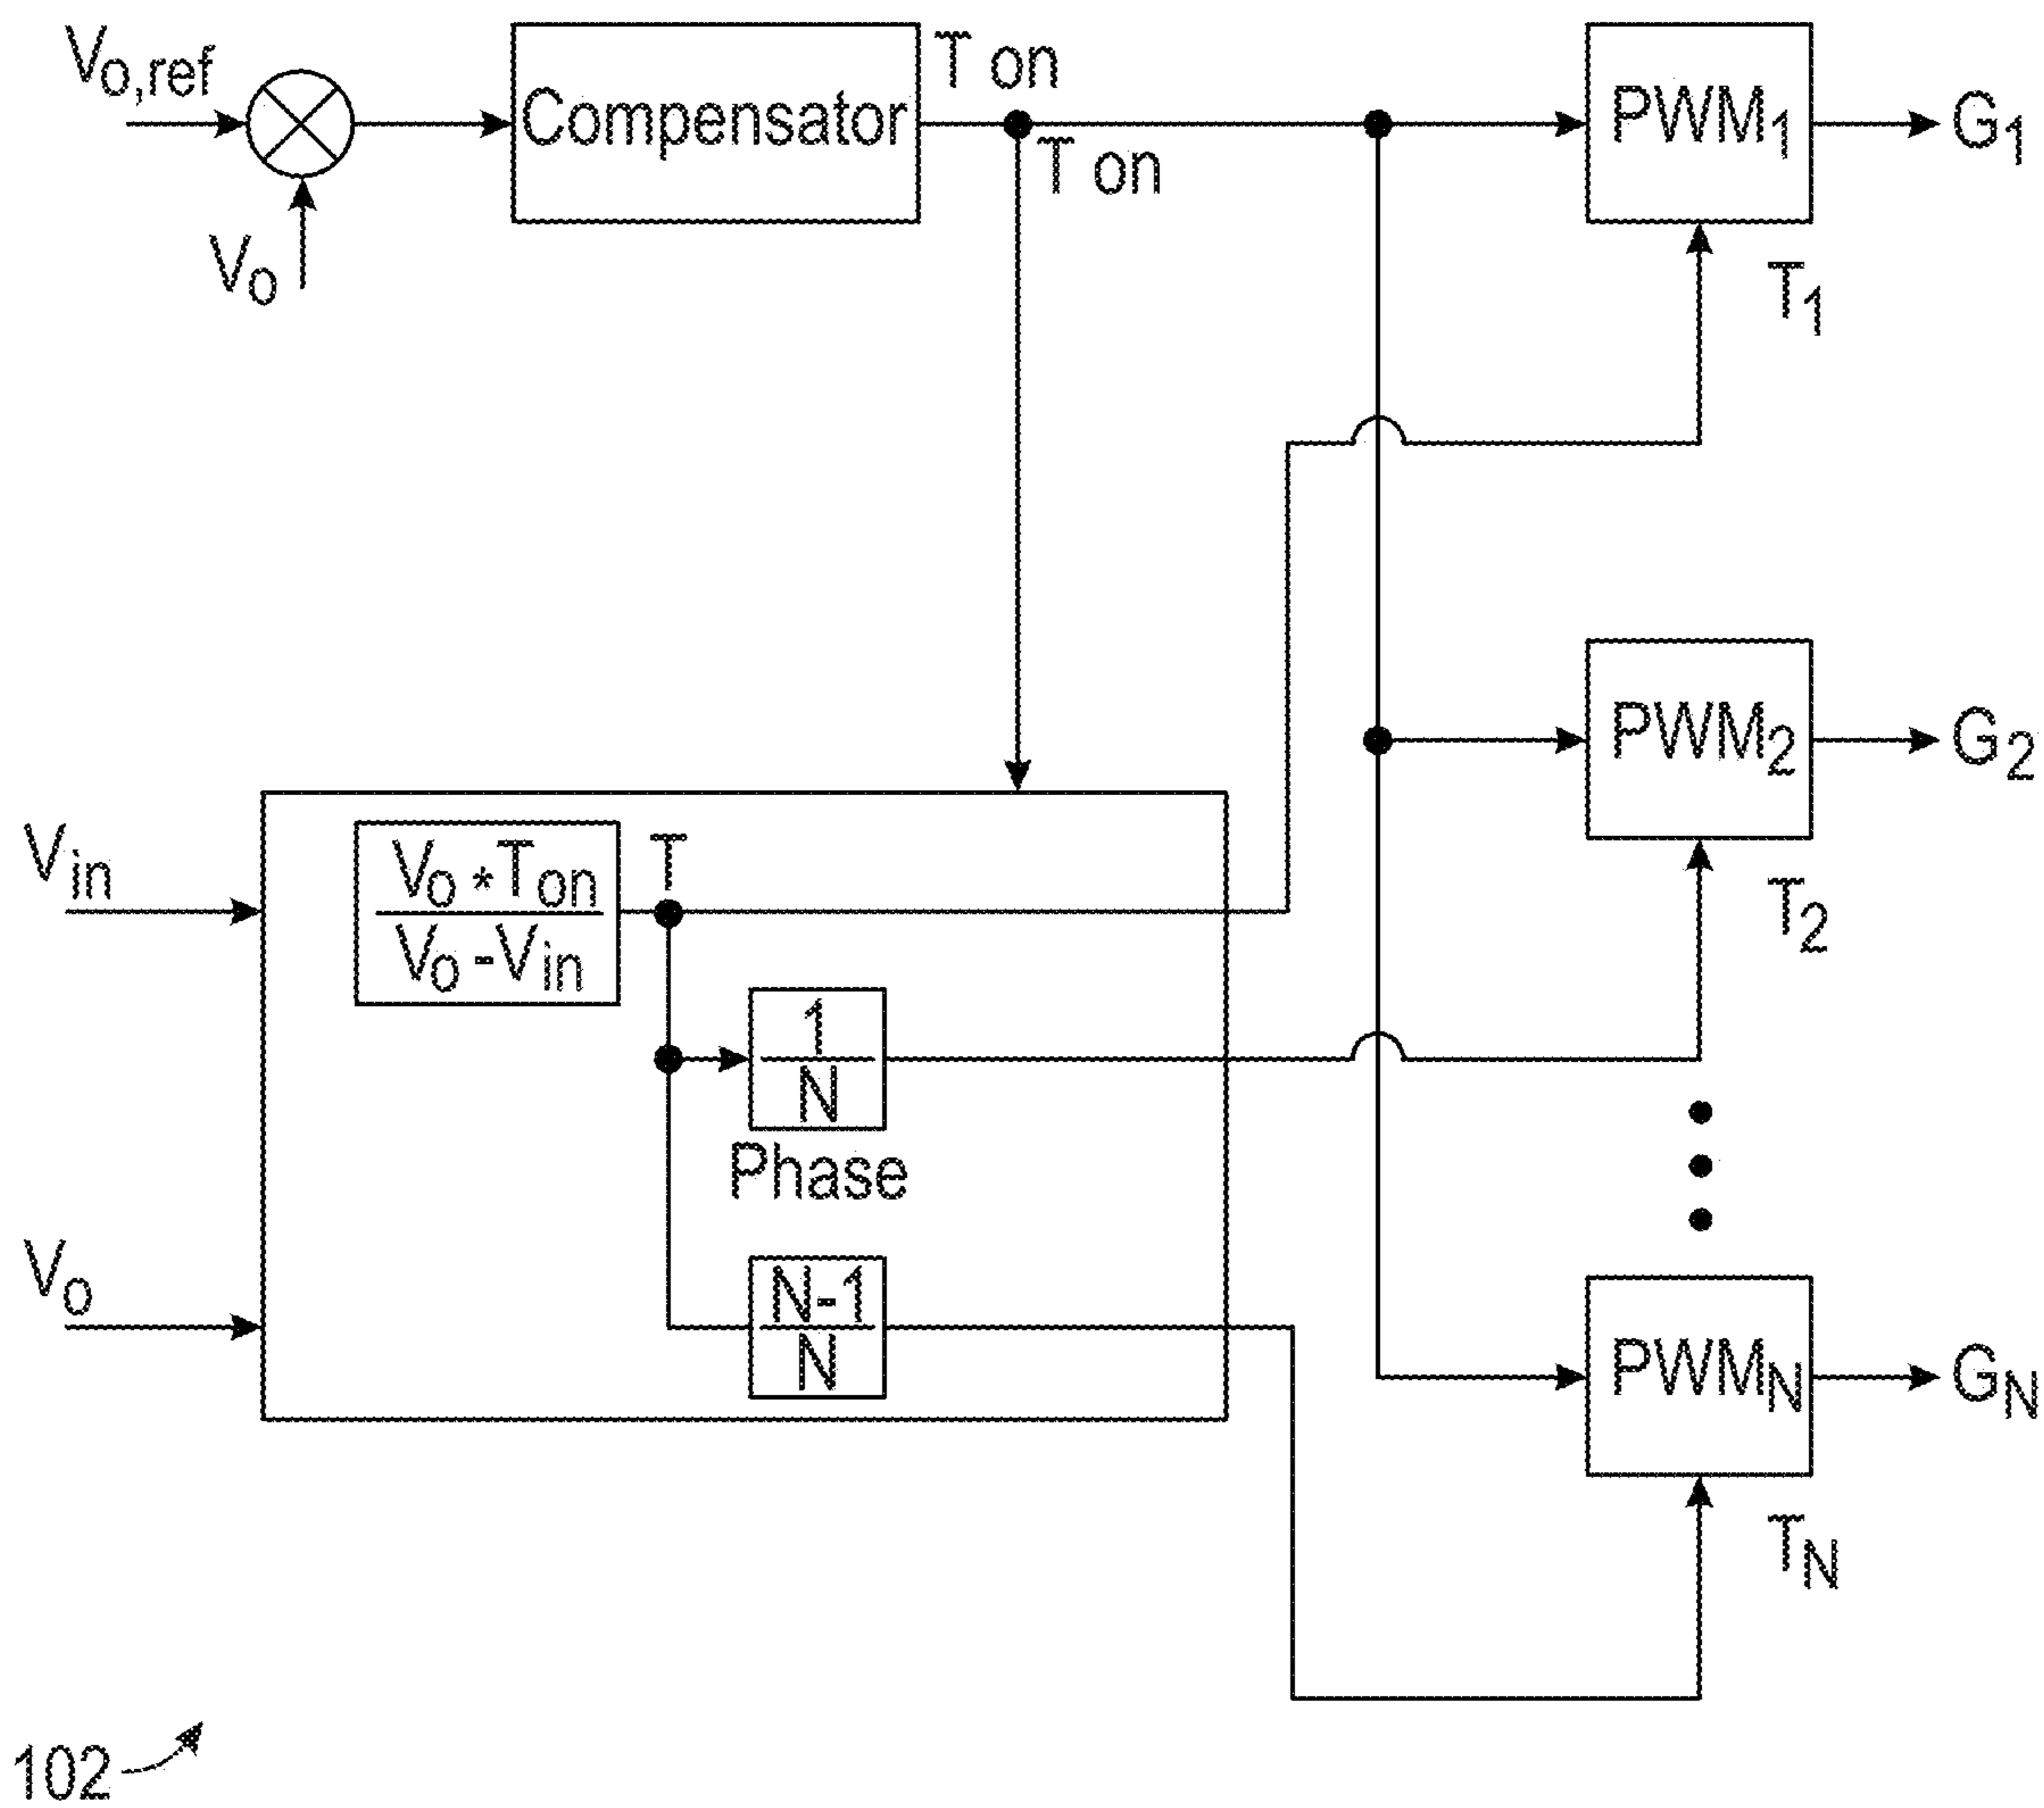 Vo,ref
Compensator
T on
PWM1
G1
T on
Vo
T1
PWM2
G2
Vin
Vo * Ton
Vo - Vin
T
T2
1
N
Phase
Vo
N-1
N
PWMN
GN
TN
102